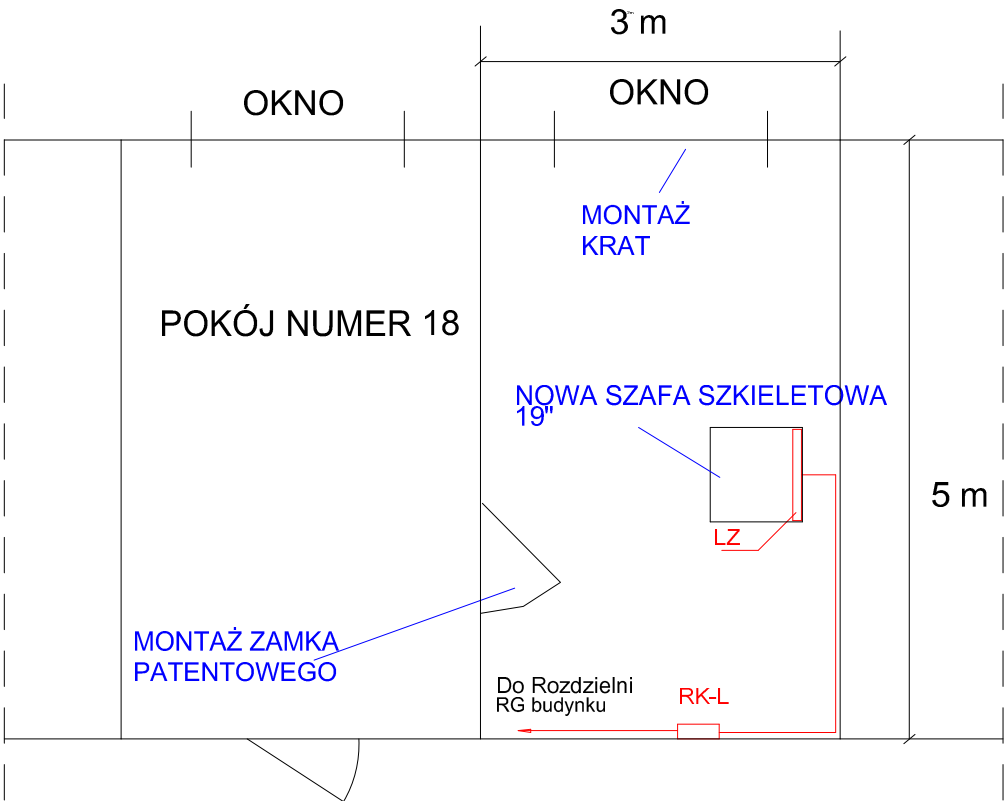 3 m
OKNO
OKNO
MONTAŻ
KRAT
POKÓJ NUMER 18
NOWA SZAFA SZKIELETOWA
19"
5 m
LZ
MONTAŻ ZAMKA
PATENTOWEGO
Do Rozdzielni
RG budynku
RK-L